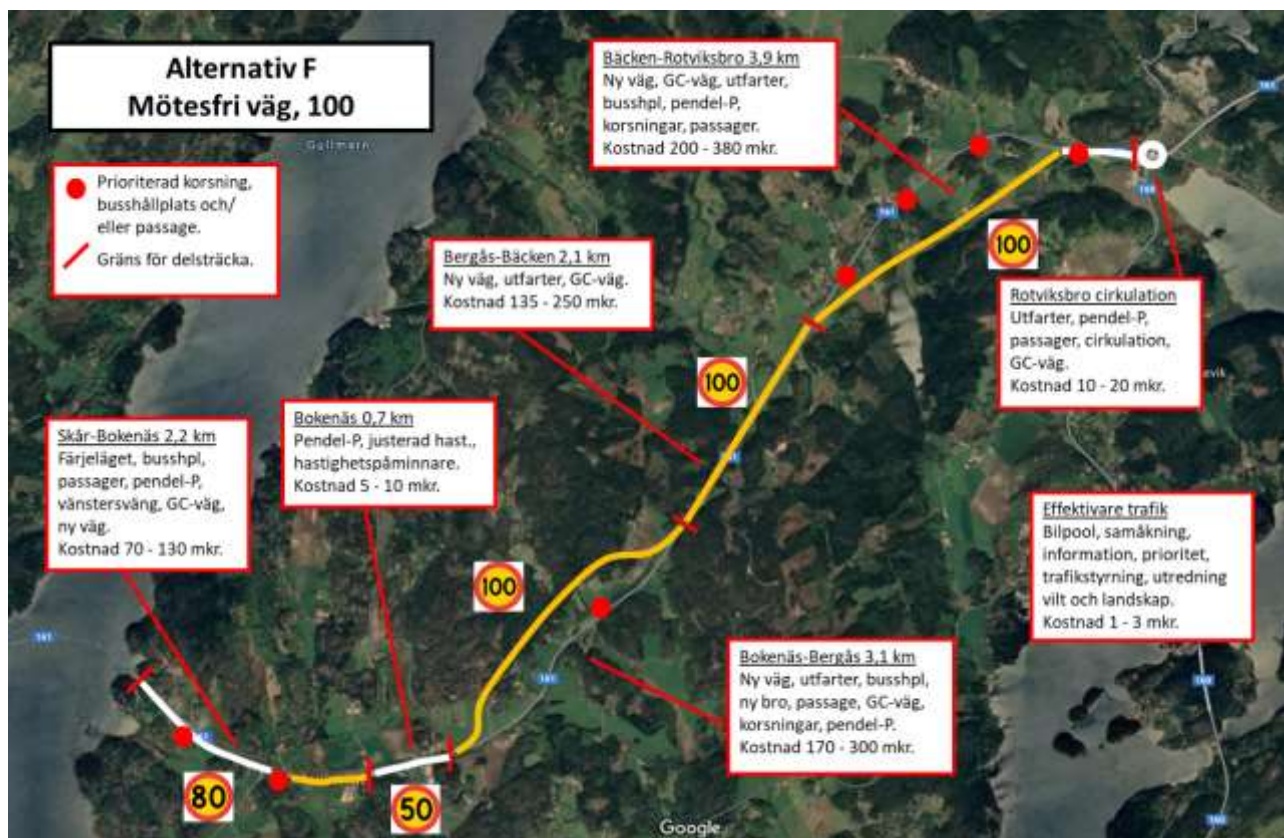 Alternativ F
Mötesfri väg, 100
Prioriterad korsning,
busshållplats och/
eller passage.
Gräns för delsträcka.
Gullmarn
Bäcken-Rotviksbro 3,9 km
Ny väg, GC-väg, utfarter,
busshpl, pendel-P,
korsningar, passager.
Kostnad 200 - 380 mkr.
161
161
100
Bergås-Bäcken 2,1 km
Ny väg, utfarter, GC-väg.
Kostnad 135 - 250 mkr.
Rotviksbro cirkulation
Utfarter, pendel-P,
passager, cirkulation,
GC-väg.
Kostnad 10 - 20 mkr.
100
Bokenäs 0,7 km
Pendel-P, justerad hast.,
hastighetspåminnare.
Kostnad 5 - 10 mkr.
Skår-Bokenäs 2,2 km
Färjeläget, busshpl,
passager, pendel-P,
vänstersväng, GC-väg,
ny väg.
Kostnad 70 - 130 mkr.
Effektivare trafik
Bilpool, samåkning,
information, prioritet,
trafikstyrning, utredning
vilt och landskap.
Kostnad 1 - 3 mkr.
100
161
Bokenäs-Bergås 3,1 km
Ny väg, utfarter, busshpl,
ny bro, passage, GC-väg,
korsningar, pendel-P.
Kostnad 170 - 300 mkr.
161
160
80
50
Google
160